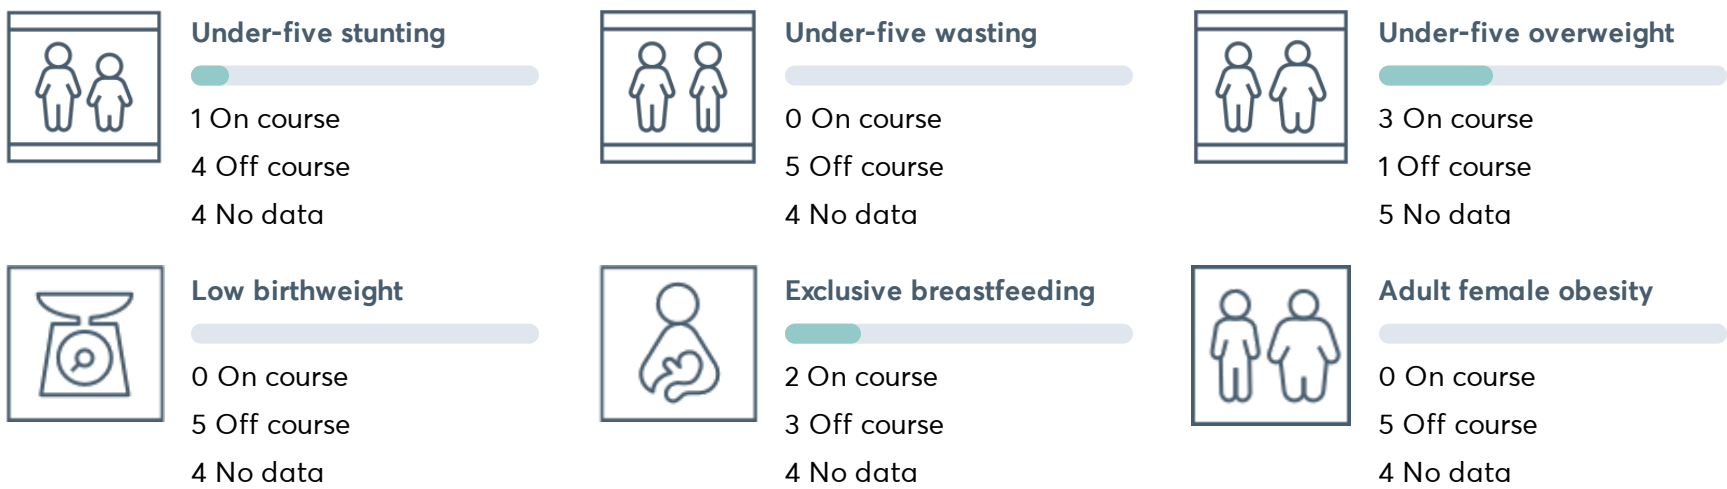 Under-five stunting
1 On course
4 Off course
4 No data
Under-five wasting
0 On course
5 Off course
4 No data
Under-five overweight
3 On course
1 Off course
5 No data
Low birthweight
0 On course
5 Off course
4 No data
Exclusive breastfeeding
2 On course
3 Off course
4 No data
Adult female obesity
0 On course
5 Off course
4 No data